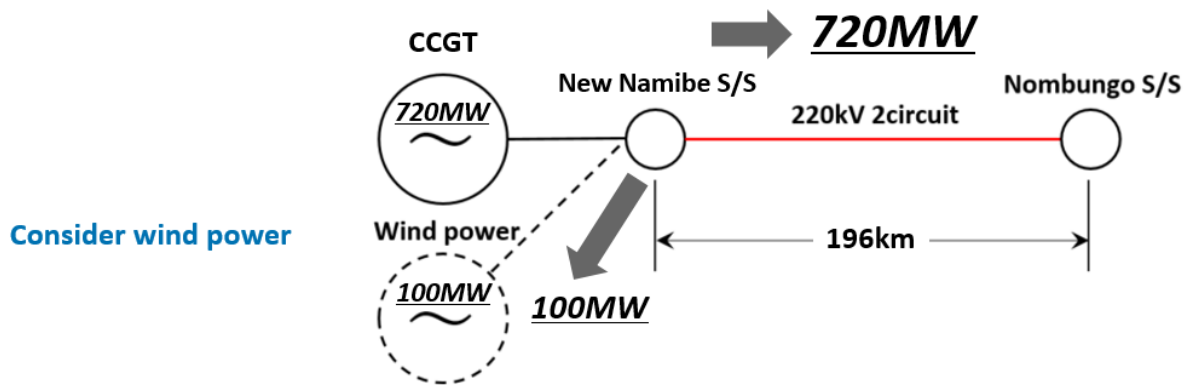 720MW
CCGT
New Namibe S/S
Nombungo S/S
720MW
220kV 2circuit
Consider wind power
Wind power
196km
100MW
100MW